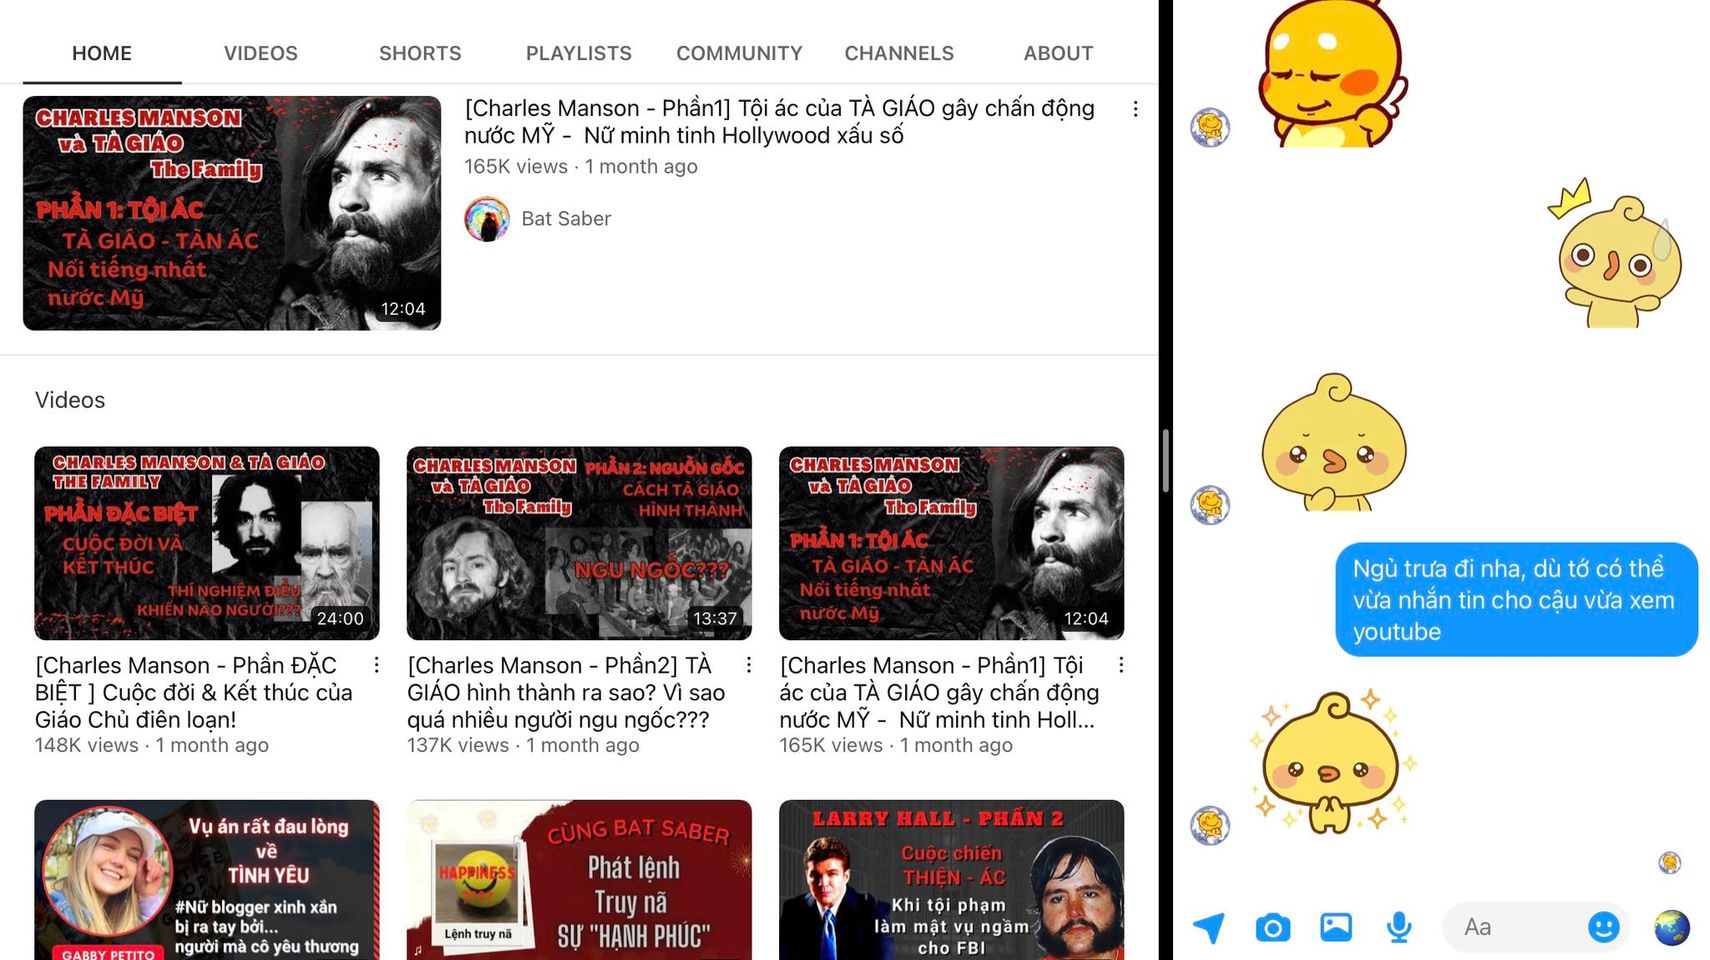 HOME VIDEOS SHORTS PLAYLISTS COMMUNITY CHANNELS ABOUT
CHARLES MANSON
và TÀ GIÁO
The Family
PHẦN 1: TỘI ÁC
TÀ GIÁO - TÀN ÁC
Nổi tiếng nhất
nước Mỹ
12:04
[Charles Manson - Phần1] Tội ác của TÀ GIÁO gây chấn động
nước MỸ - Nữ minh tinh Hollywood xấu số
165K views · 1 month ago
Bat Saber
Videos
CHARLES MANSON & TÀ GIÁO
THE FAMILY
PHẦN ĐẶC BIỆT
CUỘC ĐỜI VÀ
KẾT THÚC
THÍ NGHIỆM ĐIỀU
KHIỂN NÃO NGƯỜI???
24:00
[Charles Manson - Phần ĐẶC
BIỆT ] Cuộc đời & Kết thúc của
Giáo Chủ điên loạn!
148K views · 1 month ago
CHARLES MANSON
và TÀ GIÁO
The Family
PHẦN 2: NGUỒN GỐC
CÁCH TÀ GIÁO
HÌNH THÀNH
NGU NGỐC???
13:37
[Charles Manson - Phần2] TÀ
GIÁO hình thành ra sao? Vì sao
quá nhiều người ngu ngốc???
137K views · 1 month ago
CHARLES MANSON
và TÀ GIÁO
The Family
PHẦN 1: TỘI ÁC
TÀ GIÁO - TÀN ÁC
Nổi tiếng nhất
nước Mỹ
12:04
[Charles Manson - Phần1] Tội
ác của TÀ GIÁO gây chấn động
nước MỸ - Nữ minh tinh Holl...
165K views · 1 month ago
Vụ án rất đau lòng
về
TÌNH YÊU
#Nữ blogger xinh xắn
bị ra tay bởi...
người mà cô yêu thương
GABBY PETITO
CÙNG BAT SABER
HAPPINESS
Lệnh truy nã
Phát lệnh
Truy nã
SỰ "HẠNH PHÚC"
LARRY HALL - PHẦN 2
Cuộc chiến
THIỆN - ÁC
Khi tội phạm
làm mật vụ ngầm
cho FBI
Ngủ trưa đi nha, dù tớ có thể
vừa nhắn tin cho cậu vừa xem
youtube
Aa